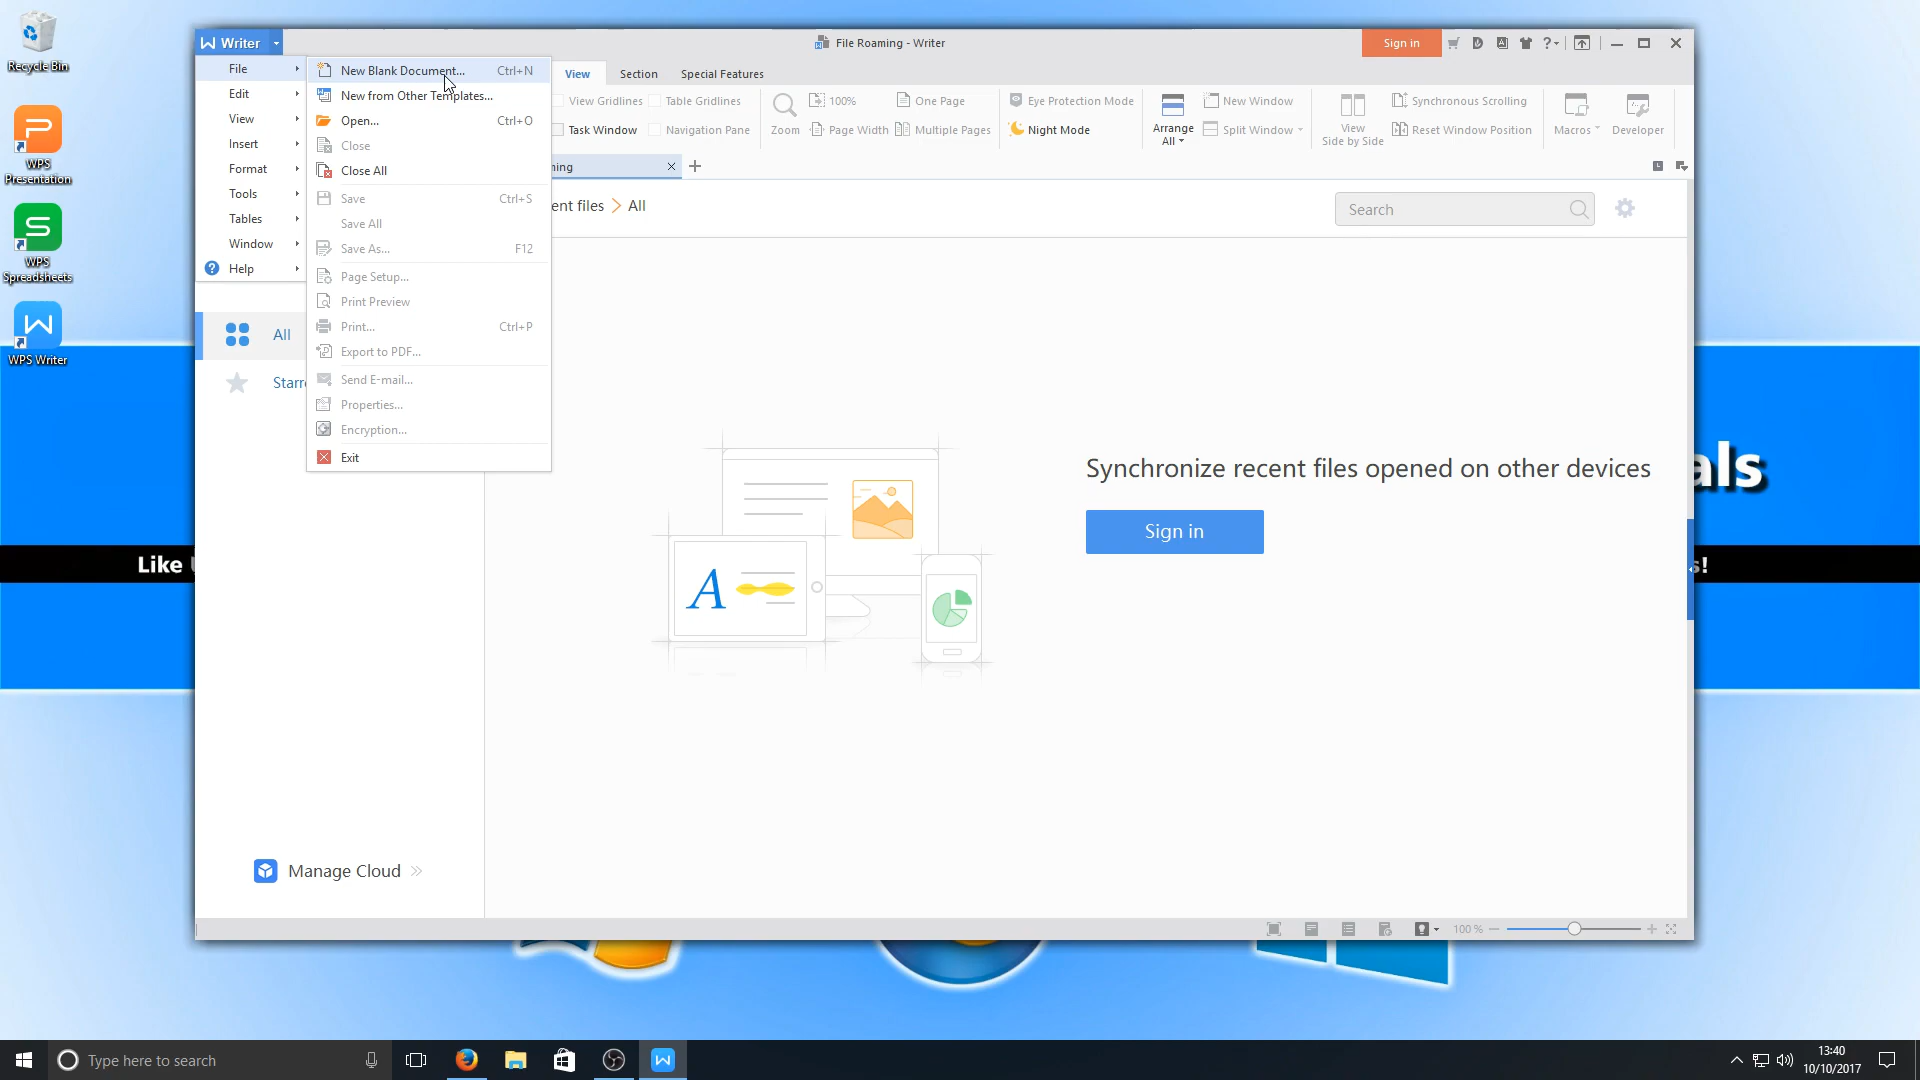 Recycle Bin
WPS
Presentation
WPS
Spreadsheets
WPS Writer
Writer
File Roaming - Writer
Sign in
File
Edit
View
Insert
Format
Tools
Tables
Window
Help
New Blank Document... Ctrl+N
New from Other Templates...
Open... Ctrl+O
Close
Close All
Save Ctrl+S
Save All
Save As... F12
Page Setup...
Print Preview
Print... Ctrl+P
Export to PDF...
Send E-mail...
Properties...
Encryption...
Exit
View Section Special Features
View Gridlines Table Gridlines
Task Window Navigation Pane
Zoom
100% One Page
Page Width Multiple Pages
Eye Protection Mode
Night Mode
Arrange
All
New Window
Split Window
View
Side by Side
Synchronous Scrolling
Reset Window Position
Macros
Developer
ming
ent files > All
Search
All
Starr
Synchronize recent files opened on other devices
Sign in
A
Manage Cloud
100 %
Like
als
s!
Type here to search
13:40
10/10/2017